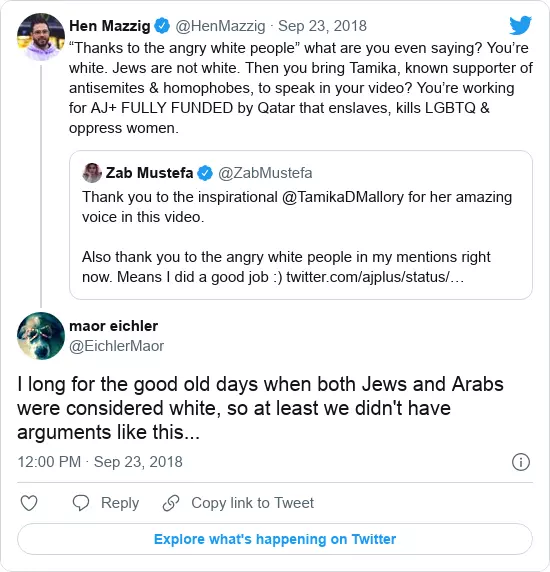 Hen Mazzig @HenMazzig · Sep 23, 2018
“Thanks to the angry white people” what are you even saying? You’re
white. Jews are not white. Then you bring Tamika, known supporter of
antisemites & homophobes, to speak in your video? You’re working
for AJ+ FULLY FUNDED by Qatar that enslaves, kills LGBTQ &
oppress women.
Zab Mustefa @ZabMustefa
Thank you to the inspirational @TamikaDMallory for her amazing
voice in this video.
Also thank you to the angry white people in my mentions right
now. Means I did a good job :) twitter.com/ajplus/status/…
maor eichler
@EichlerMaor
I long for the good old days when both Jews and Arabs
were considered white, so at least we didn't have
arguments like this...
12:00 PM · Sep 23, 2018
Reply Copy link to Tweet
Explore what's happening on Twitter